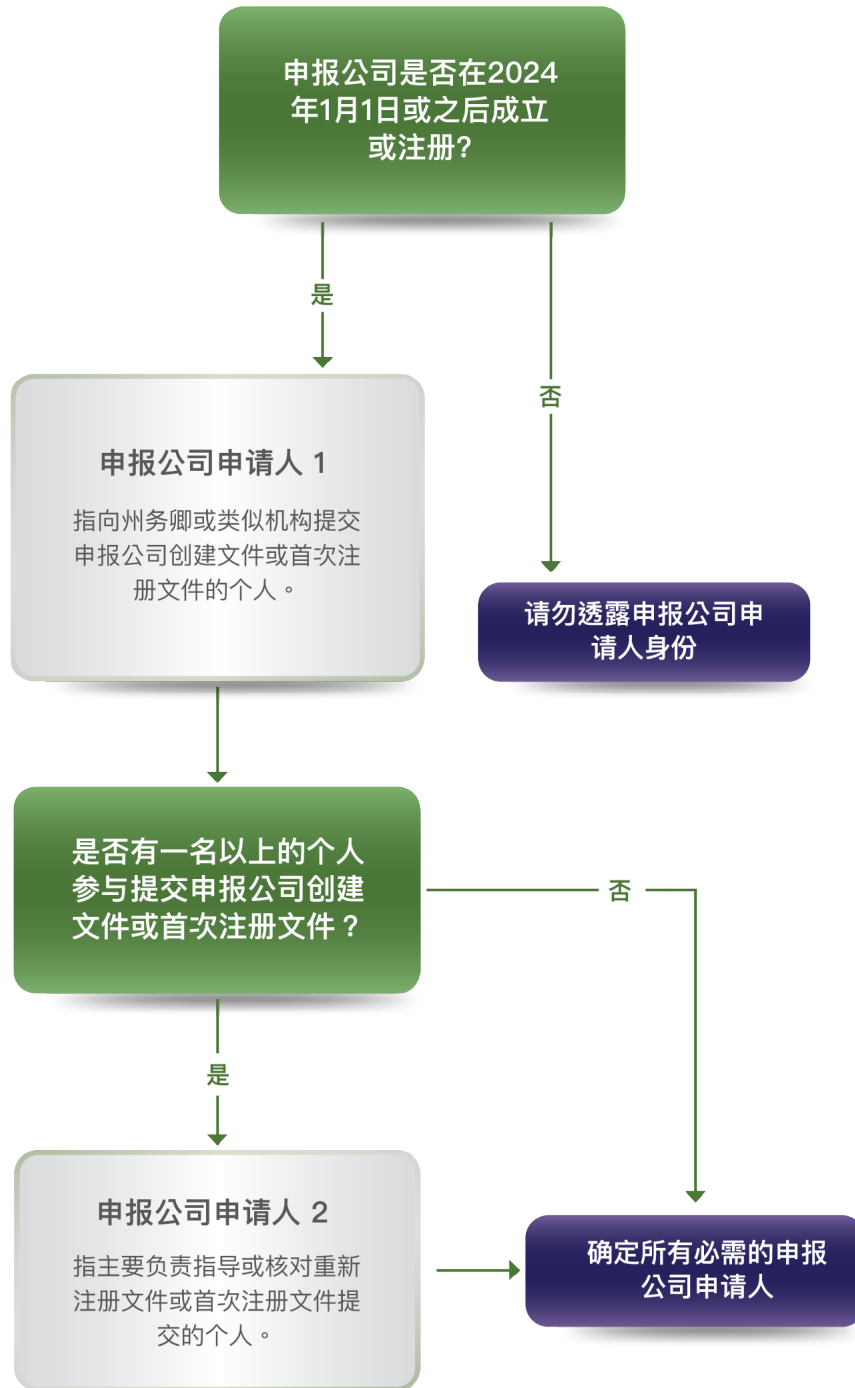 申报公司是否在2024
年1月1日或之后成立
或注册?
是
否
申报公司申请人 1
指向州务卿或类似机构提交
申报公司创建文件或首次注
册文件的个人。
请勿透露申报公司申
请人身份
是否有一名以上的个人
参与提交申报公司创建
文件或首次注册文件？
否
是
申报公司申请人 2
指主要负责指导或核对重新
注册文件或首次注册文件提
交的个人。
确定所有必需的申报
公司申请人